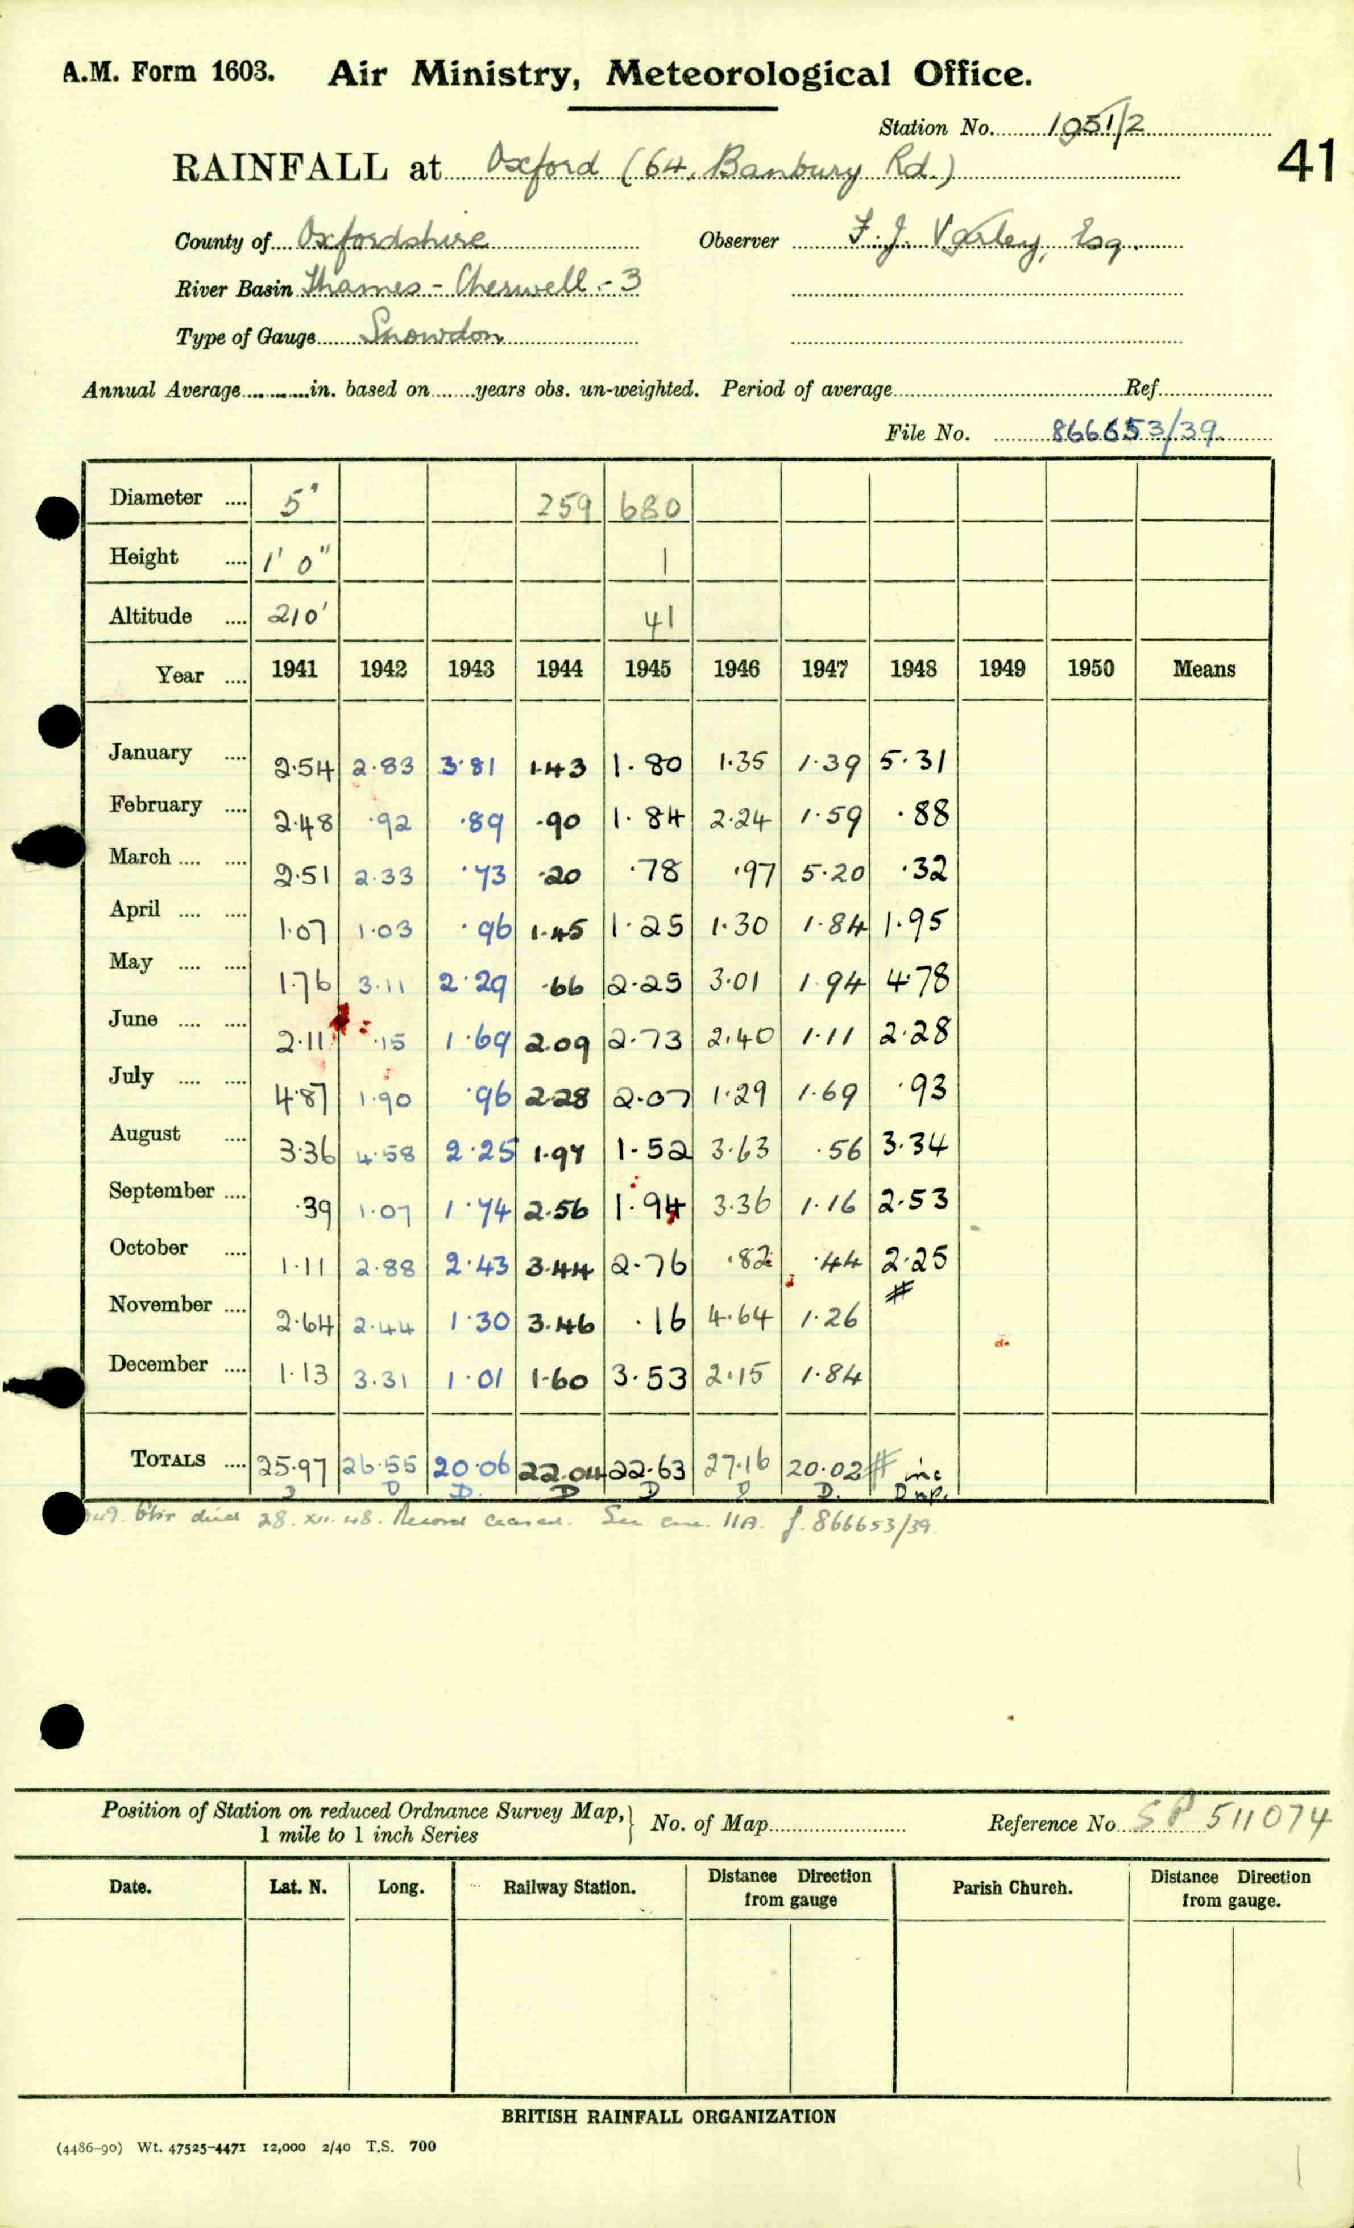 A.M. Form 1603. Air Ministry, Meteorological Office.
Station No. 1951/2
41
RAINFALL at Oxford (64, Banbury Rd.)
County of Oxfordshire Observer F. J. Varley, Esq.
River Basin Thames - Cherwell - 3
Type of Gauge Snowdon
Annual Average in. based on years obs. un-weighted. Period of average Ref.
File No. 866653/39.
Diameter .... 5" 259 680
Height .... 1' 0" 1
Altitude .... 210' 41
Year .... 1941 1942 1943 1944 1945 1946 1947 1948 1949 1950 Means
January .... 2.54 2.83 3.81 1.43 1.80 1.35 1.39 5.31
February .... 2.48 .92 .89 .90 1.84 2.24 1.59 .88
March .... .... 2.51 2.33 .73 .20 .78 .97 5.20 .32
April .... .... 1.07 1.03 .96 1.45 1.25 1.30 1.84 1.95
May .... .... 1.76 3.11 2.29 .66 2.25 3.01 1.94 4.78
June .... .... 2.11 .15 1.69 2.09 2.73 2.40 1.11 2.28
July .... .... 4.87 1.90 .96 2.28 2.07 1.29 1.69 .93
August .... 3.36 4.58 2.25 1.97 1.52 3.63 .56 3.34
September .... .39 1.07 1.74 2.56 1.94 3.36 1.16 2.53
October .... 1.11 2.88 2.43 3.44 2.76 .82 .44 2.25
#
November .... 2.64 2.44 1.30 3.46 .16 4.64 1.26
December .... 1.13 3.31 1.01 1.60 3.53 2.15 1.84
TOTALS .... 25.97 26.55 20.06 22.04 22.63 27.16 20.02 # inc
D D D. D D D D. D np.
Obsr died 28.XII.48. Record ceased. See 11A. f. 866653/39
Position of Station on reduced Ordnance Survey Map, } No. of Map Reference No. SP 511074
1 mile to 1 inch Series
Date. Lat. N. Long. Railway Station. Distance Direction from gauge Parish Church. Distance Direction from gauge.
BRITISH RAINFALL ORGANIZATION
(4486-90) Wt. 47525-4471 12,000 2/40 T.S. 700